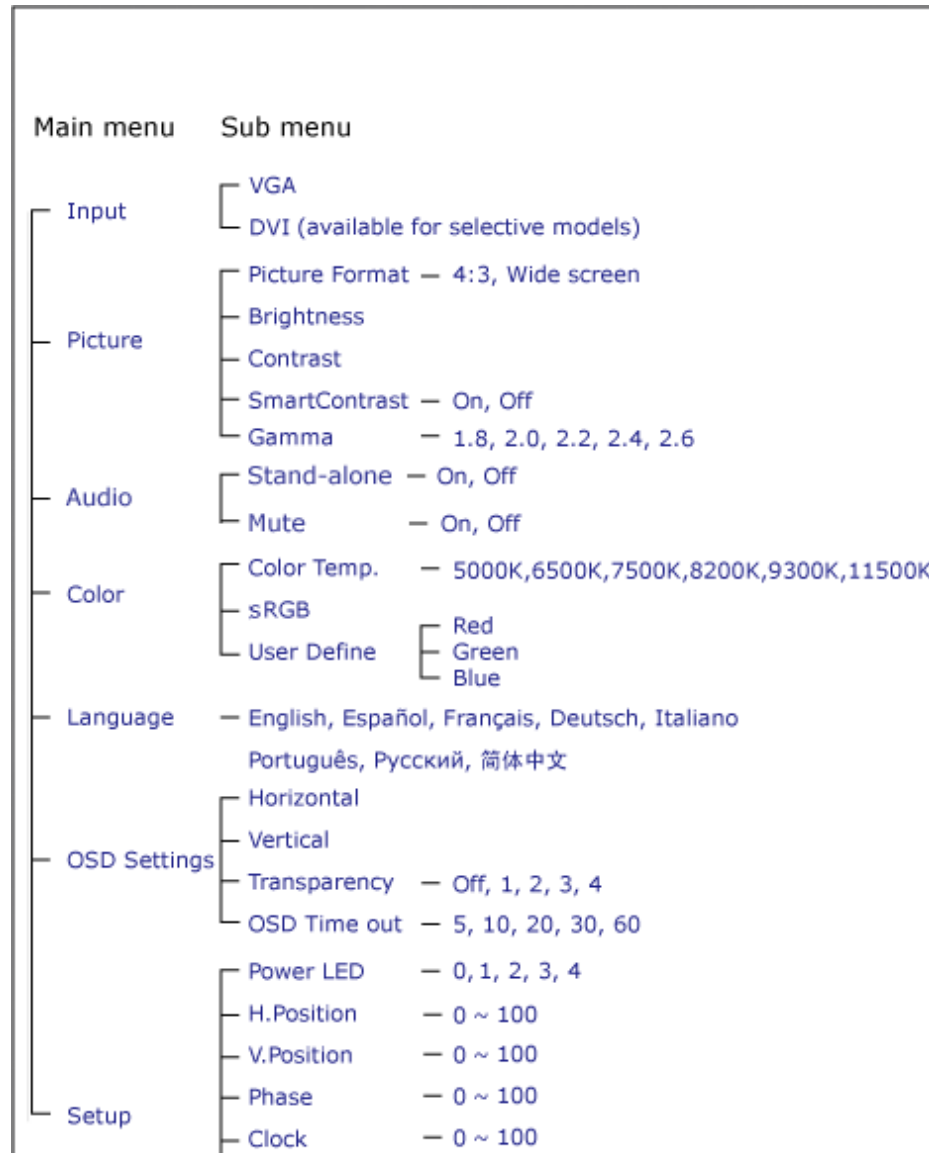 Main menu Sub menu
VGA
Input
DVI (available for selective models)
Picture Format — 4:3, Wide screen
Brightness
Picture
Contrast
SmartContrast — On, Off
Gamma — 1.8, 2.0, 2.2, 2.4, 2.6
Stand-alone — On, Off
Audio
Mute — On, Off
Color Temp. — 5000K,6500K,7500K,8200K,9300K,11500K
Color
sRGB
Red
User Define Green
Blue
Language — English, Español, Français, Deutsch, Italiano
Português, Русский, 简体中文
Horizontal
Vertical
OSD Settings
Transparency — Off, 1, 2, 3, 4
OSD Time out — 5, 10, 20, 30, 60
Power LED — 0, 1, 2, 3, 4
H.Position — 0 ~ 100
V.Position — 0 ~ 100
Phase — 0 ~ 100
Setup
Clock — 0 ~ 100